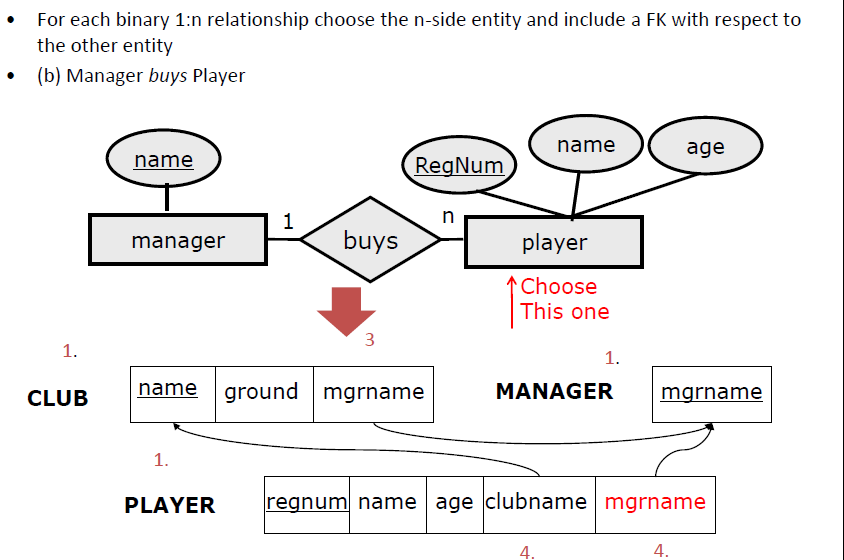 • For each binary 1:n relationship choose the n-side entity and include a FK with respect to
the other entity
• (b) Manager buys Player
name
RegNum
name
age
manager
1
buys
n
player
Choose
This one
3
1.
1.
CLUB
name ground mgrname
MANAGER
mgrname
1.
PLAYER
regnum name age clubname mgrname
4.
4.